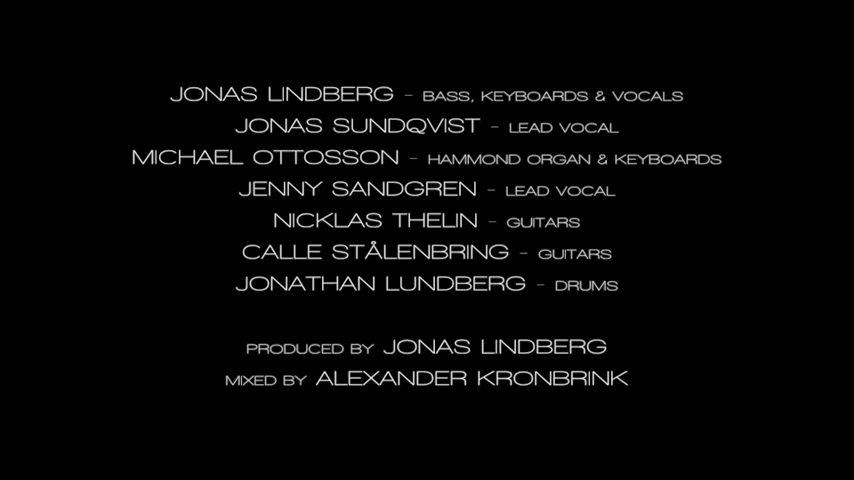 JONAS LINDBERG - BASS, KEYBOARDS & VOCALS
JONAS SUNDQVIST - LEAD VOCAL
MICHAEL OTTOSSON - HAMMOND ORGAN & KEYBOARDS
JENNY SANDGREN - LEAD VOCAL
NICKLAS THELIN - GUITARS
CALLE STÅLENBRING - GUITARS
JONATHAN LUNDBERG - DRUMS
PRODUCED BY JONAS LINDBERG
MIXED BY ALEXANDER KRONBRINK